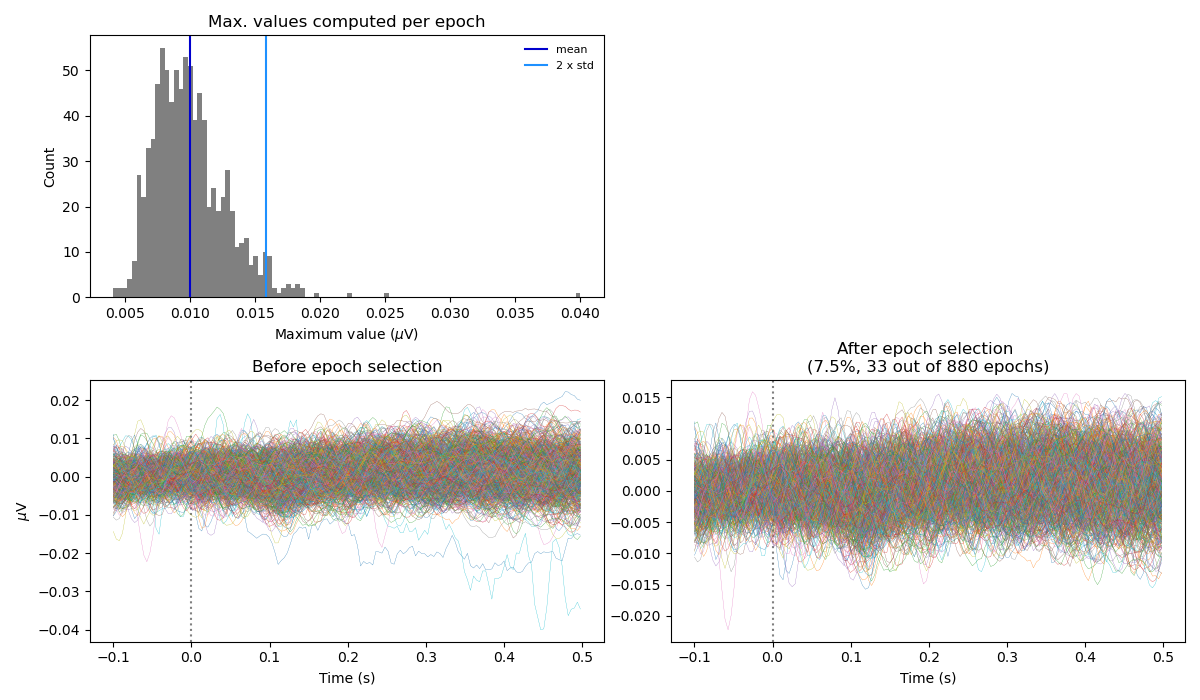 Max. values computed per epoch
mean
2 x std
50
40
30
20
10
0
Count
0.005 0.010 0.015 0.020 0.025 0.030 0.035 0.040
Maximum value (μV)
Before epoch selection
0.02
0.01
0.00
−0.01
−0.02
−0.03
−0.04
μV
−0.1 0.0 0.1 0.2 0.3 0.4 0.5
Time (s)
After epoch selection
(7.5%, 33 out of 880 epochs)
0.015
0.010
0.005
0.000
−0.005
−0.010
−0.015
−0.020
−0.1 0.0 0.1 0.2 0.3 0.4 0.5
Time (s)